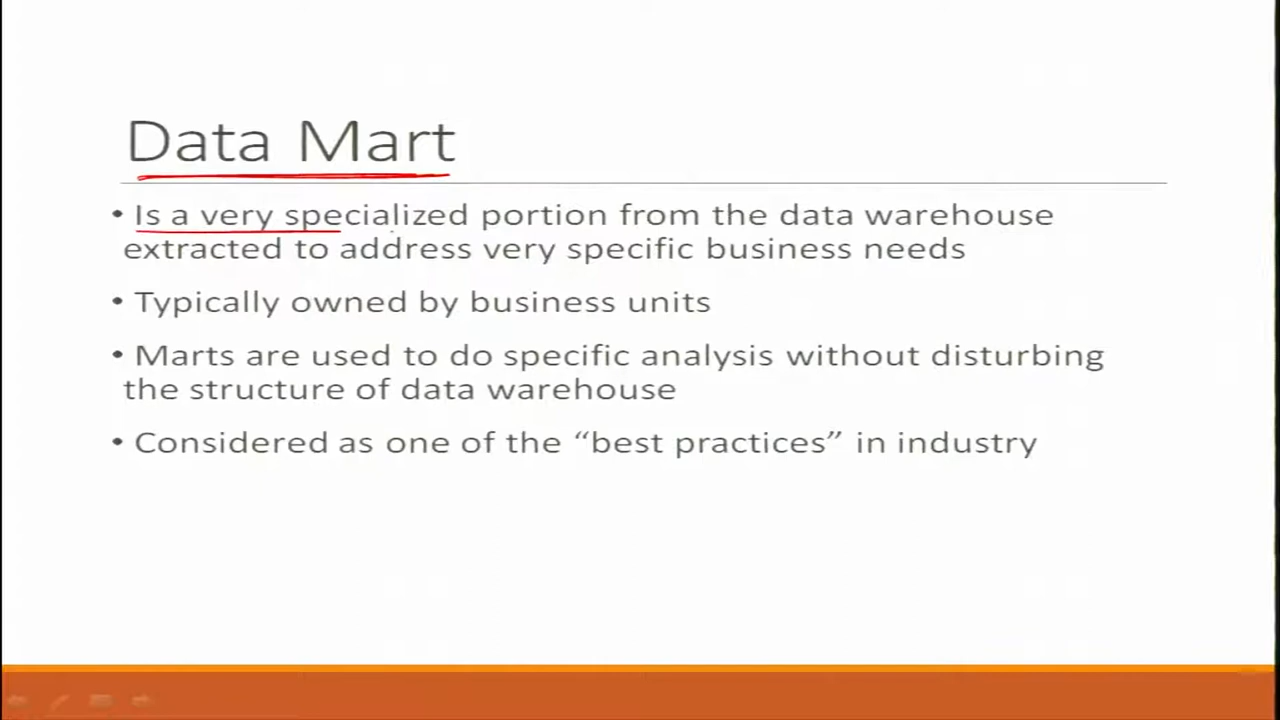 Data Mart
• Is a very specialized portion from the data warehouse
extracted to address very specific business needs
• Typically owned by business units
• Marts are used to do specific analysis without disturbing
the structure of data warehouse
• Considered as one of the “best practices” in industry